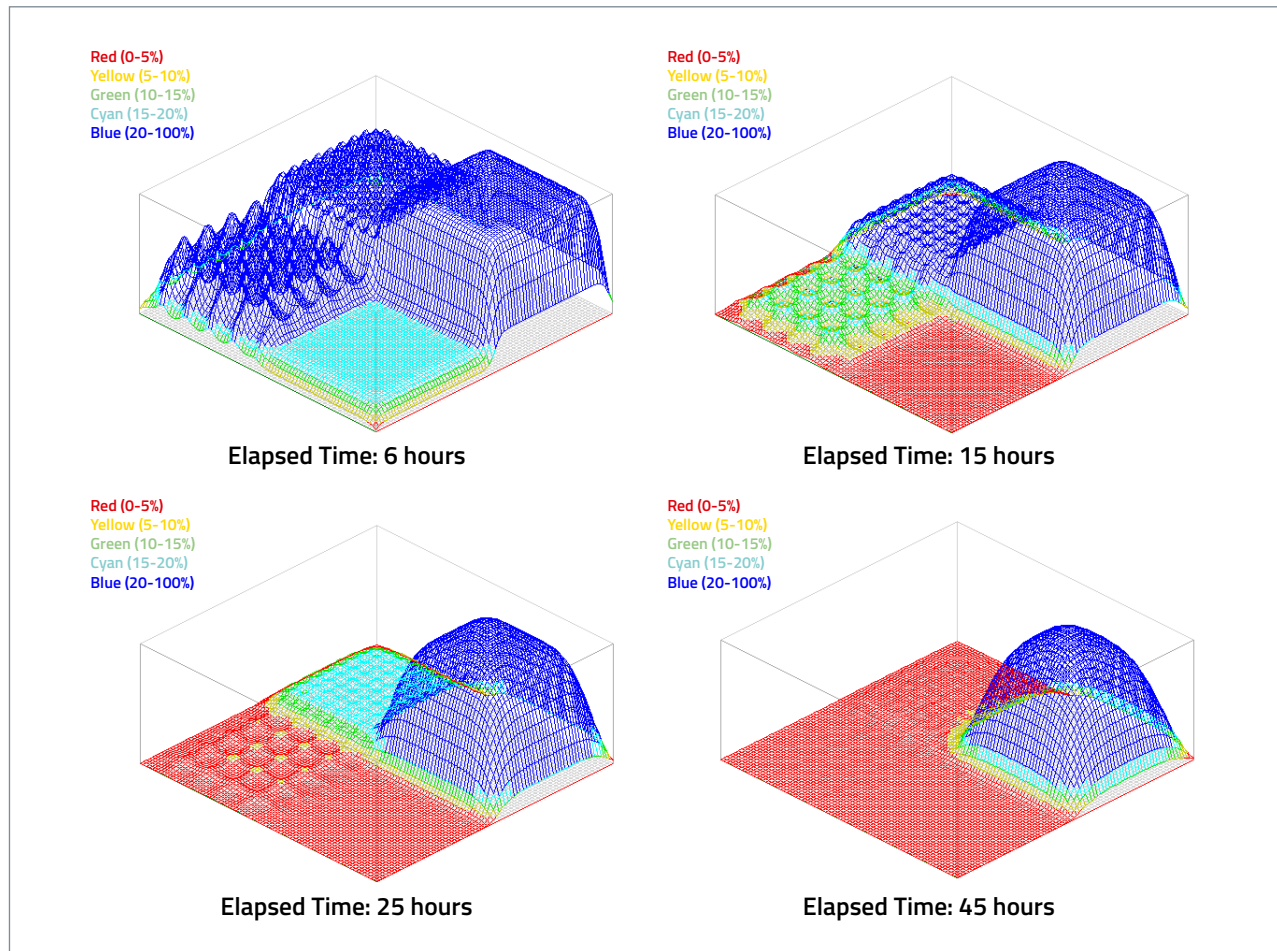 Red (0-5%)
Yellow (5-10%)
Green (10-15%)
Cyan (15-20%)
Blue (20-100%)
Elapsed Time: 6 hours
Red (0-5%)
Yellow (5-10%)
Green (10-15%)
Cyan (15-20%)
Blue (20-100%)
Elapsed Time: 15 hours
Red (0-5%)
Yellow (5-10%)
Green (10-15%)
Cyan (15-20%)
Blue (20-100%)
Elapsed Time: 25 hours
Red (0-5%)
Yellow (5-10%)
Green (10-15%)
Cyan (15-20%)
Blue (20-100%)
Elapsed Time: 45 hours